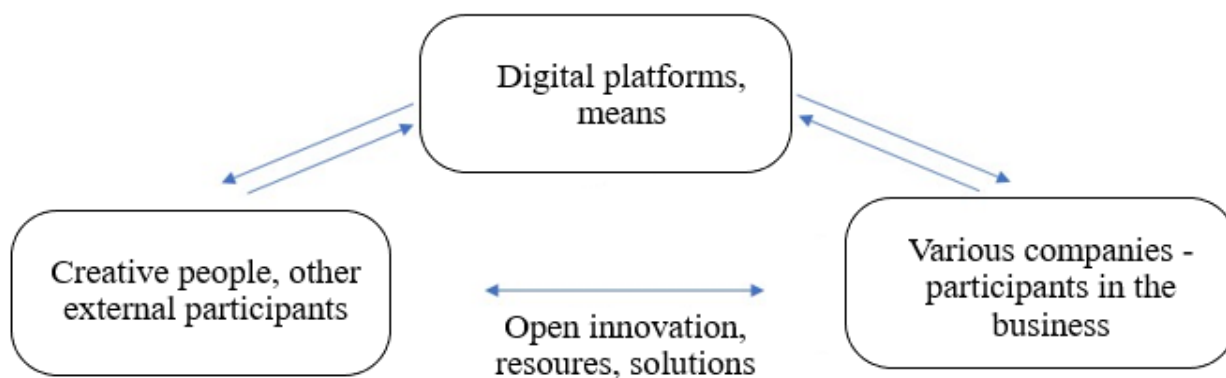 Digital platforms,
means
Creative people, other
external participants
Various companies -
participants in the
business
Open innovation,
resoures, solutions